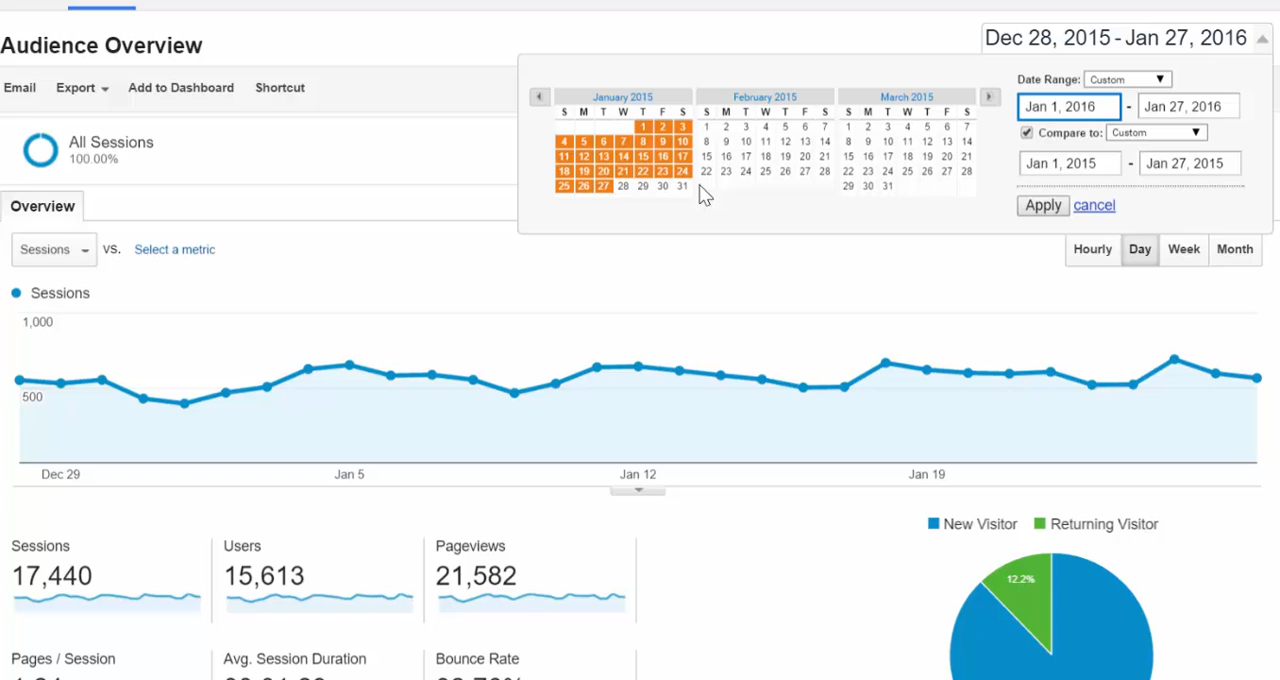 Audience Overview
Dec 28, 2015 - Jan 27, 2016
Email Export Add to Dashboard Shortcut
All Sessions
100.00%
January 2015
S M T W T F S
1 2 3
4 5 6 7 8 9 10
11 12 13 14 15 16 17
18 19 20 21 22 23 24
25 26 27 28 29 30 31
February 2015
S M T W T F S
1 2 3 4 5 6 7
8 9 10 11 12 13 14
15 16 17 18 19 20 21
22 23 24 25 26 27 28
March 2015
S M T W T F S
1 2 3 4 5 6 7
8 9 10 11 12 13 14
15 16 17 18 19 20 21
22 23 24 25 26 27 28
29 30 31
Date Range: Custom
Jan 1, 2016 - Jan 27, 2016
Compare to: Custom
Jan 1, 2015 - Jan 27, 2015
Apply cancel
Overview
Sessions vs. Select a metric
Hourly Day Week Month
Sessions
1,000
500
Dec 29 Jan 5 Jan 12 Jan 19
New Visitor Returning Visitor
12.2%
Sessions
17,440
Users
15,613
Pageviews
21,582
Pages / Session
Avg. Session Duration
Bounce Rate